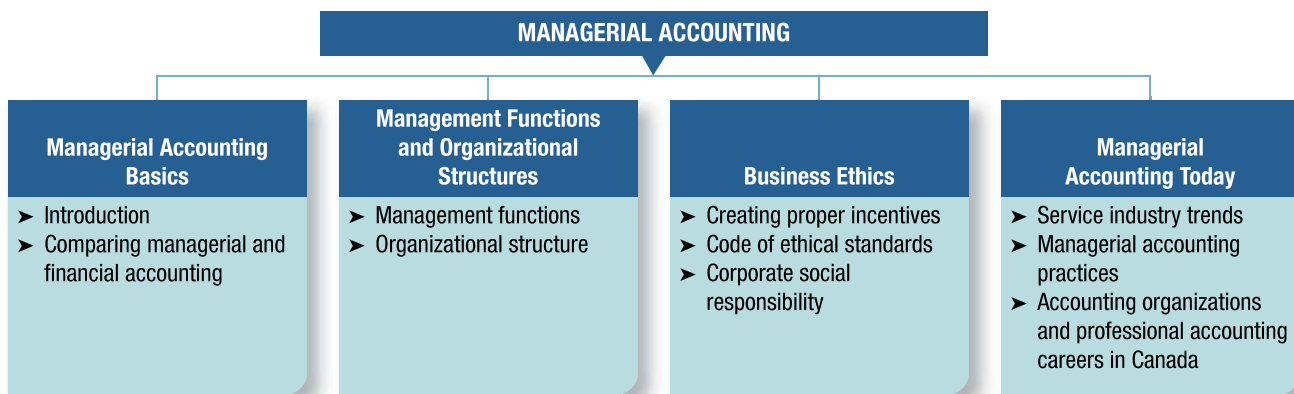 MANAGERIAL ACCOUNTING
Managerial Accounting
Basics
➤ Introduction
➤ Comparing managerial and
financial accounting
Management Functions
and Organizational
Structures
➤ Management functions
➤ Organizational structure
Business Ethics
➤ Creating proper incentives
➤ Code of ethical standards
➤ Corporate social
responsibility
Managerial
Accounting Today
➤ Service industry trends
➤ Managerial accounting
practices
➤ Accounting organizations
and professional accounting
careers in Canada